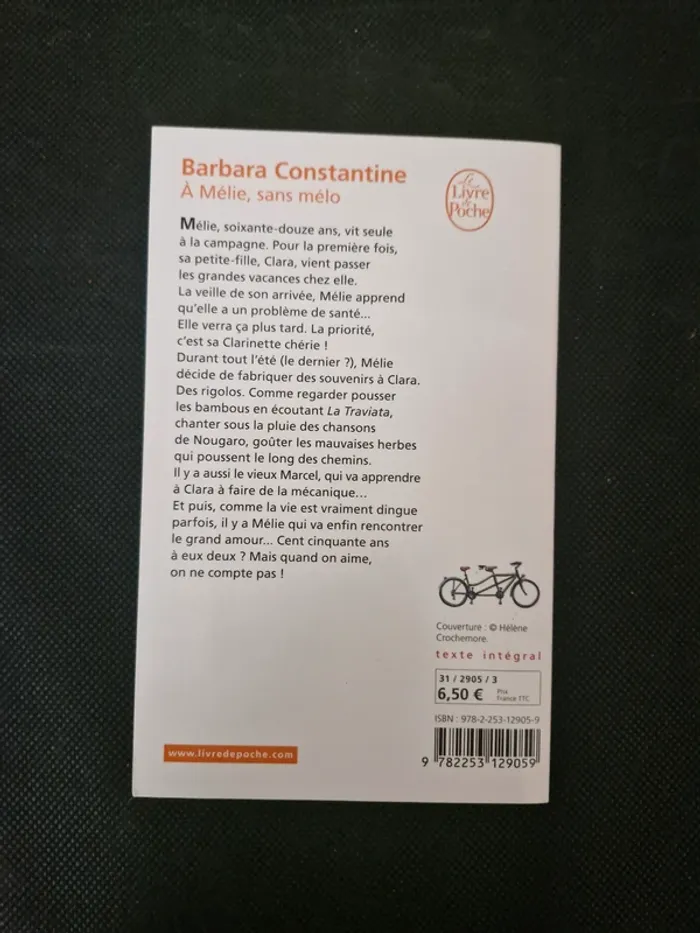 Barbara Constantine
À Mélie, sans mélo
Le
Livre
de
Poche
Mélie, soixante-douze ans, vit seule
à la campagne. Pour la première fois,
sa petite-fille, Clara, vient passer
les grandes vacances chez elle.
La veille de son arrivée, Mélie apprend
qu'elle a un problème de santé...
Elle verra ça plus tard. La priorité,
c'est sa Clarinette chérie !
Durant tout l'été (le dernier ?), Mélie
décide de fabriquer des souvenirs à Clara.
Des rigolos. Comme regarder pousser
les bambous en écoutant La Traviata,
chanter sous la pluie des chansons
de Nougaro, goûter les mauvaises herbes
qui poussent le long des chemins.
Il y a aussi le vieux Marcel, qui va apprendre
à Clara à faire de la mécanique...
Et puis, comme la vie est vraiment dingue
parfois, il y a Mélie qui va enfin rencontrer
le grand amour... Cent cinquante ans
à eux deux ? Mais quand on aime,
on ne compte pas !
Couverture : © Hélène
Crochemore.
texte intégral
31 / 2905 / 3
6,50 € Prix
France TTC
ISBN : 978-2-253-12905-9
9 782253 129059
www.livredepoche.com